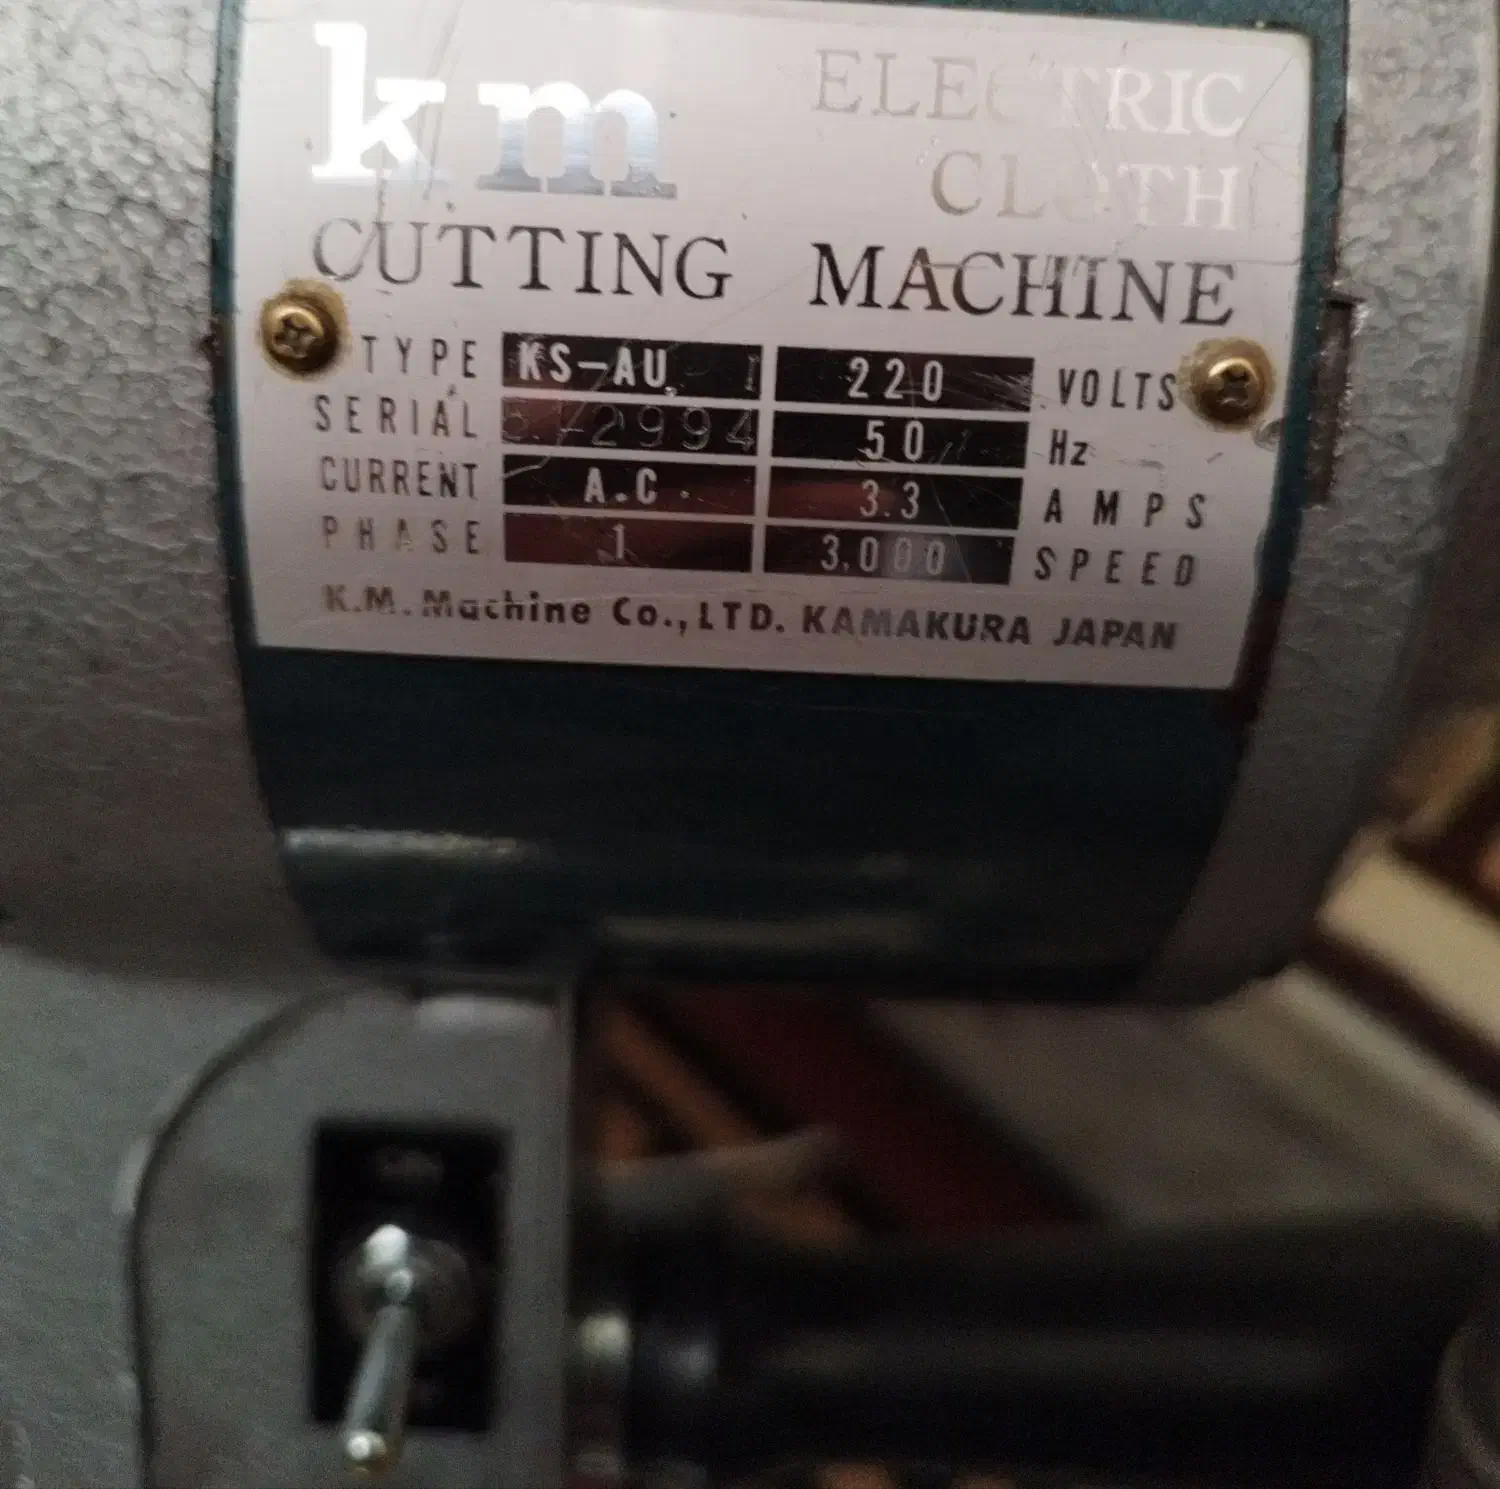 km ELECTRIC
CLOTH
CUTTING MACHINE
TYPE KS-AU 220 VOLTS
SERIAL 50 Hz
CURRENT A.C. 3.3 AMPS
PHASE 1 3,000 SPEED
K.M. Machine Co., LTD. KAMAKURA JAPAN